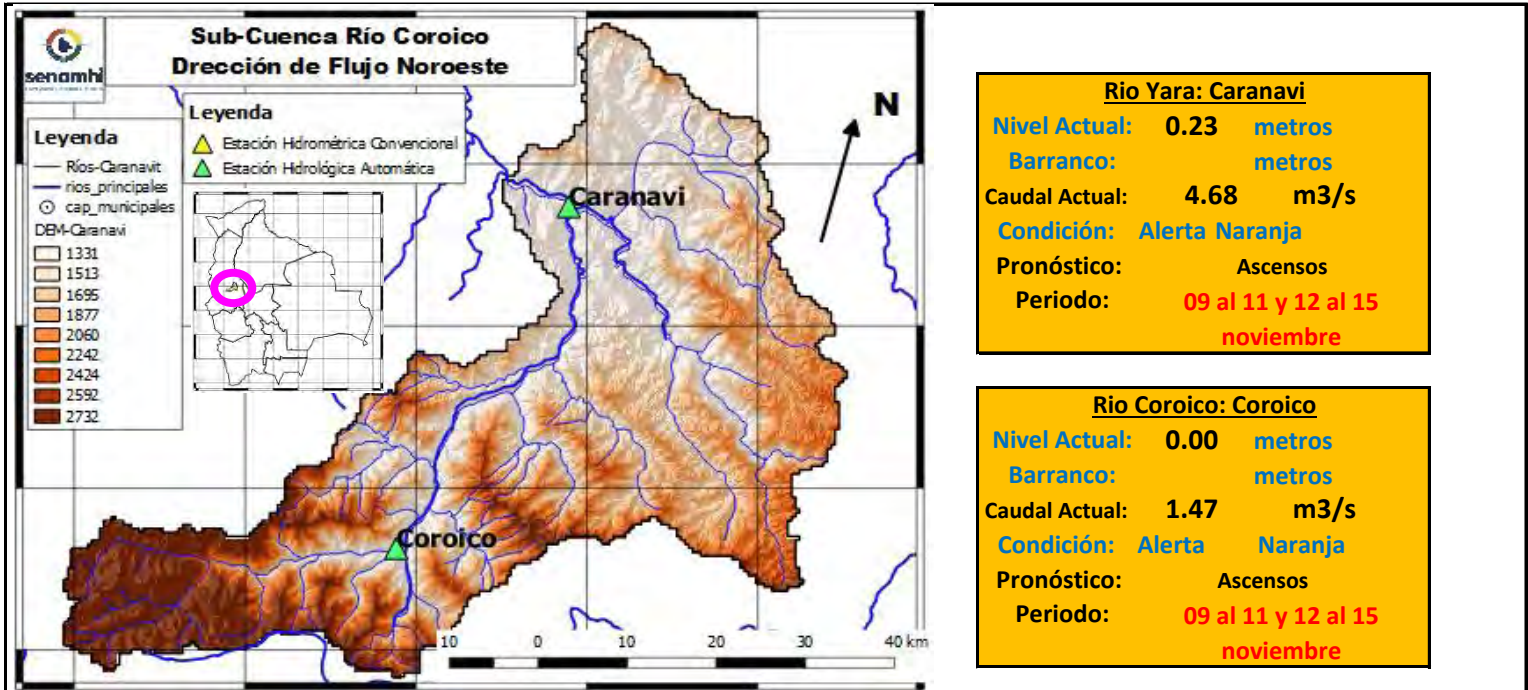 senamhi
Sub-Cuenca Río Coroico
Drección de Flujo Noroeste
Leyenda
Estación Hidrométrica Convencional
Estación Hidrológica Automática
Leyenda
Ríos-Caranavit
rios_principales
cap_municipales
DEM-Caranavi
1331
1513
1695
1877
2060
2242
2424
2592
2732
N
Caranavi
Coroico
10 0 10 20 30 40 km
Rio Yara: Caranavi
Nivel Actual: 0.23 metros
Barranco: metros
Caudal Actual: 4.68 m3/s
Condición: Alerta Naranja
Pronóstico: Ascensos
Periodo: 09 al 11 y 12 al 15
noviembre
Rio Coroico: Coroico
Nivel Actual: 0.00 metros
Barranco: metros
Caudal Actual: 1.47 m3/s
Condición: Alerta Naranja
Pronóstico: Ascensos
Periodo: 09 al 11 y 12 al 15
noviembre